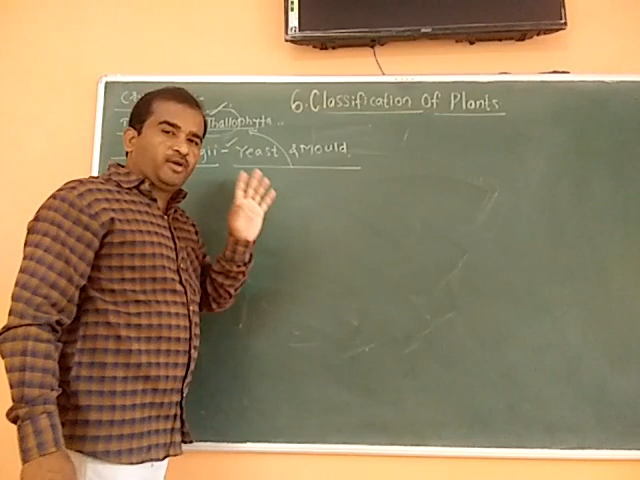 6. Classification Of Plants
Thallophyta..
Yeast & Mould.